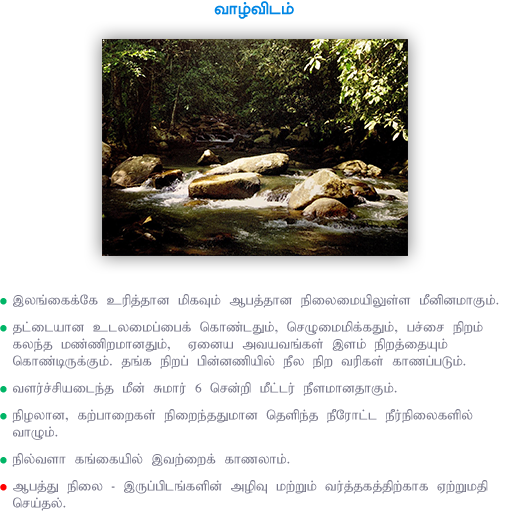 வாழ்விடம்
இலங்கைக்கே உரித்தான மிகவும் ஆபத்தான நிலைமையிலுள்ள மீனினமாகும்.
தட்டையான உடலமைப்பைக் கொண்டதும், செழுமைமிக்கதும், பச்சை நிறம்
கலந்த மண்ணிறமானதும், ஏனைய அவயவங்கள் இளம் நிறத்தையும்
கொண்டிருக்கும். தங்க நிறப் பின்னணியில் நீல நிற வரிகள் காணப்படும்.
வளர்ச்சியடைந்த மீன் சுமார் 6 சென்றி மீட்டர் நீளமானதாகும்.
நிழலான, கற்பாறைகள் நிறைந்ததுமான தெளிந்த நீரோட்ட நீர்நிலைகளில்
வாழும்.
நில்வளா கங்கையில் இவற்றைக் காணலாம்.
ஆபத்து நிலை - இருப்பிடங்களின் அழிவு மற்றும் வர்த்தகத்திற்காக ஏற்றுமதி
செய்தல்.